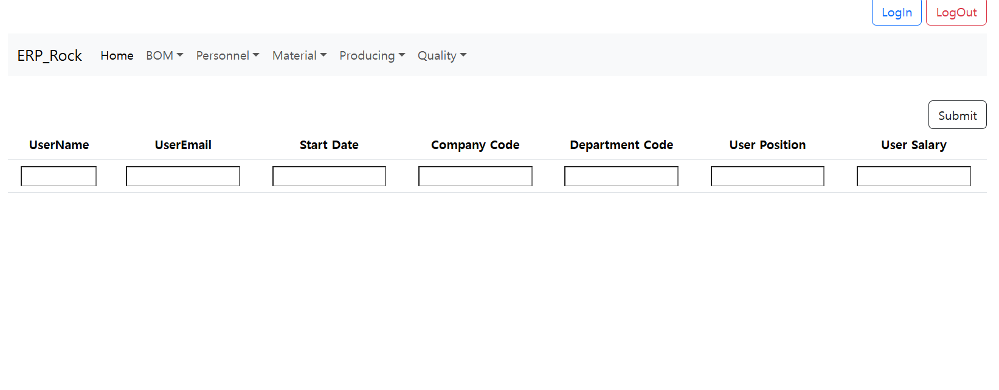 LogIn LogOut
ERP_Rock Home BOM Personnel Material Producing Quality
Submit
UserName UserEmail Start Date Company Code Department Code User Position User Salary